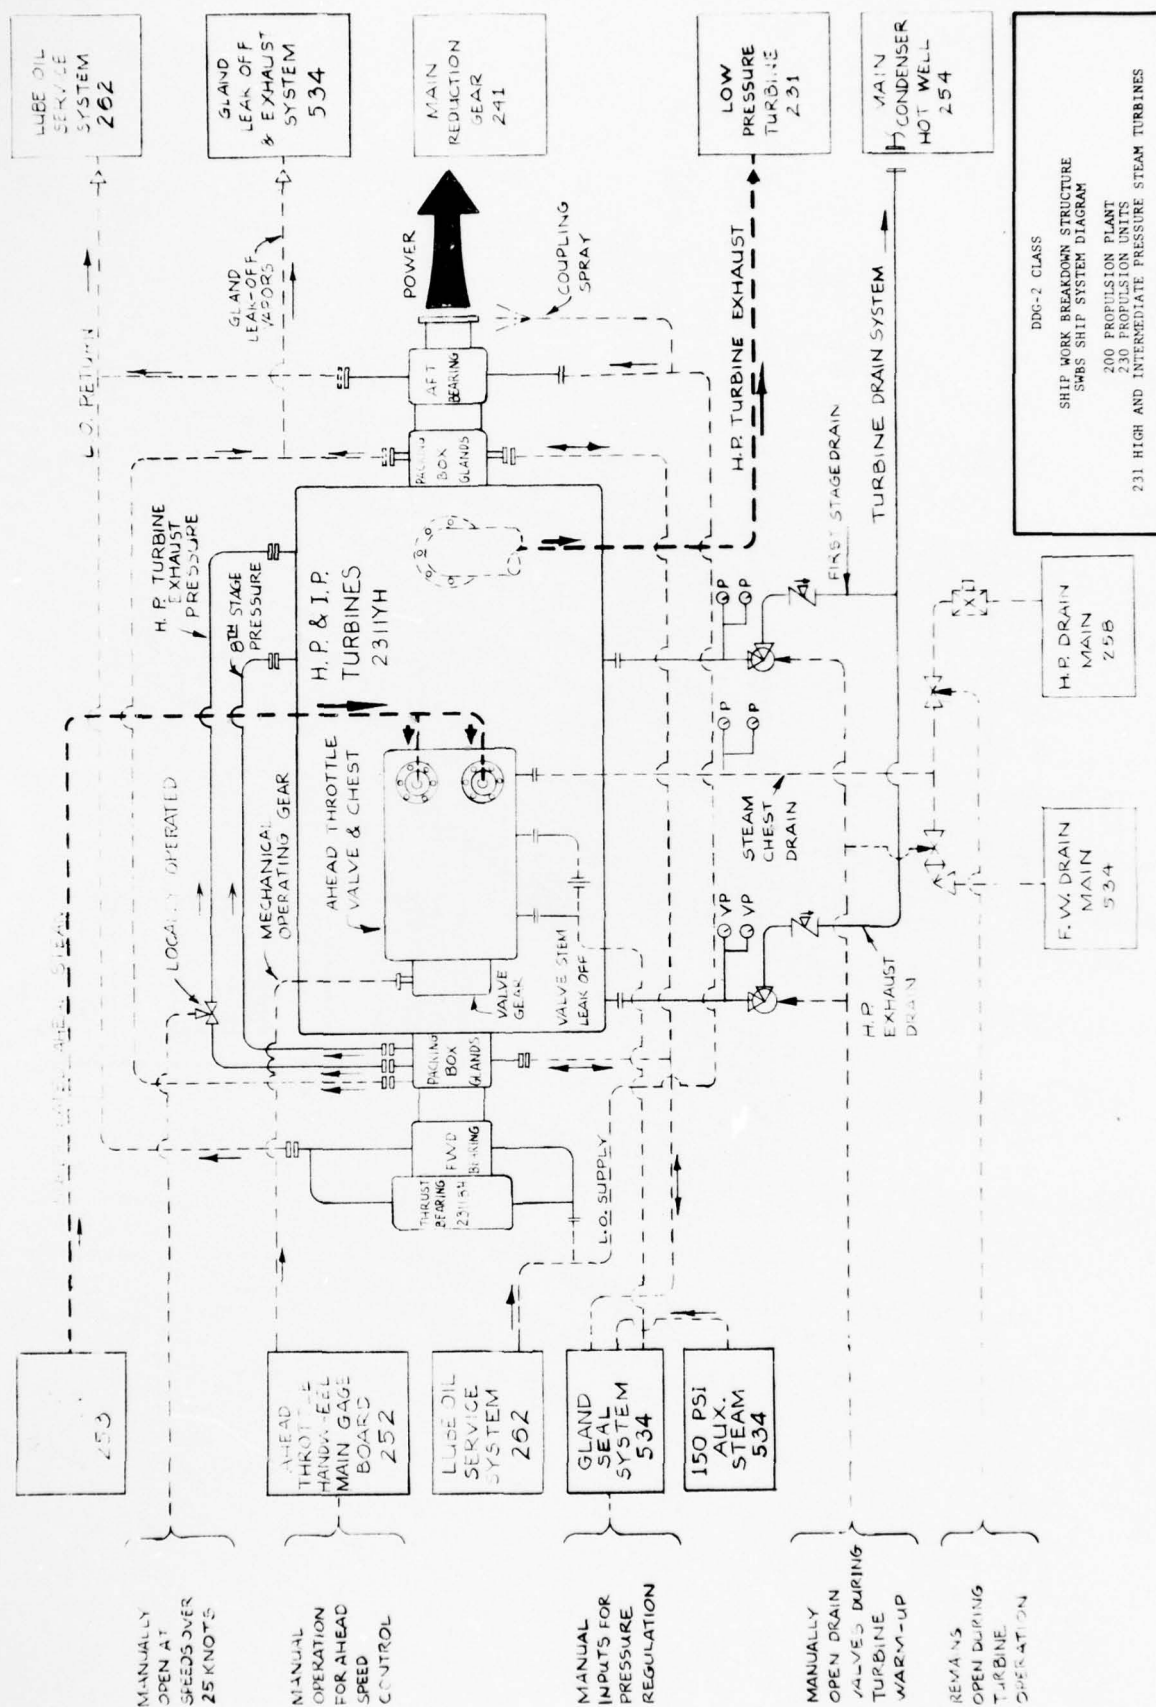 LUBE OIL
SERVICE
SYSTEM
262
GLAND
LEAK OFF
& EXHAUST
SYSTEM
534
MAIN
REDUCTION
GEAR
241
LOW
PRESSURE
TURBINE
231
MAIN
CONDENSER
HOT WELL
254
L.O. RETURN
GLAND
LEAK-OFF
VAPORS
POWER
COUPLING
SPRAY
H.P. TURBINE EXHAUST
TURBINE DRAIN SYSTEM
FIRST STAGE DRAIN
H.P. TURBINE
EXHAUST
PRESSURE
8TH STAGE
PRESSURE
AFT
BEARING
PACKING
BOX
GLANDS
H.P. & I.P.
TURBINES
2311YH
AHEAD THROTTLE
VALVE & CHEST
MECHANICAL
OPERATING GEAR
LOCALLY OPERATED
AHEAD STEAM
VALVE
GEAR
VALVE STEM
LEAK OFF
STEAM
CHEST
DRAIN
P
P
P
P
VP
VP
H.P.
EXHAUST
DRAIN
PACKING
BOX
GLANDS
FWD
BEARING
THRUST
BEARING
L.O. SUPPLY
253
AHEAD
THROTTLE
HANDWHEEL
MAIN GAGE
BOARD
252
LUBE OIL
SERVICE
SYSTEM
262
GLAND
SEAL
SYSTEM
534
150 PSI
AUX.
STEAM
534
H.P. DRAIN
MAIN
258
F.W. DRAIN
MAIN
534
MANUALLY
OPEN AT
SPEEDS OVER
25 KNOTS
MANUAL
OPERATION
FOR AHEAD
SPEED
CONTROL
MANUAL
INPUTS FOR
PRESSURE
REGULATION
MANUALLY
OPEN DRAIN
VALVES DURING
TURBINE
WARM-UP
REMAINS
OPEN DURING
TURBINE
OPERATION
DDG-2 CLASS
SHIP WORK BREAKDOWN STRUCTURE
SWBS SHIP SYSTEM DIAGRAM
200 PROPULSION PLANT
230 PROPULSION UNITS
231 HIGH AND INTERMEDIATE PRESSURE STEAM TURBINES